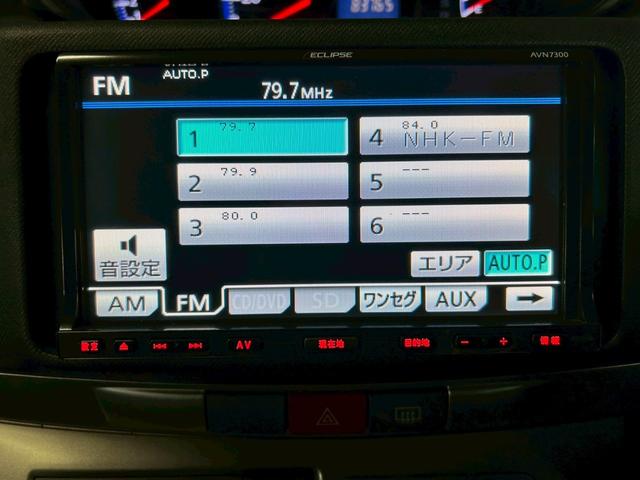 83765
ECLIPSE
AVN7300
FM
AUTO.P
79.7MHz
1 79.7
4 84.0 NHK-FM
2 79.9
5 ---
3 80.0
6 ---
音設定
エリア
AUTO.P
AM
FM
CD/DVD
SD
ワンセグ
AUX
AV
現在地
目的地
-
+
情報